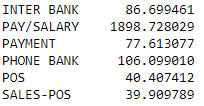 INTER BANK 86.699461
PAY/SALARY 1898.728029
PAYMENT 77.613077
PHONE BANK 106.099010
POS 40.407412
SALES-POS 39.909789